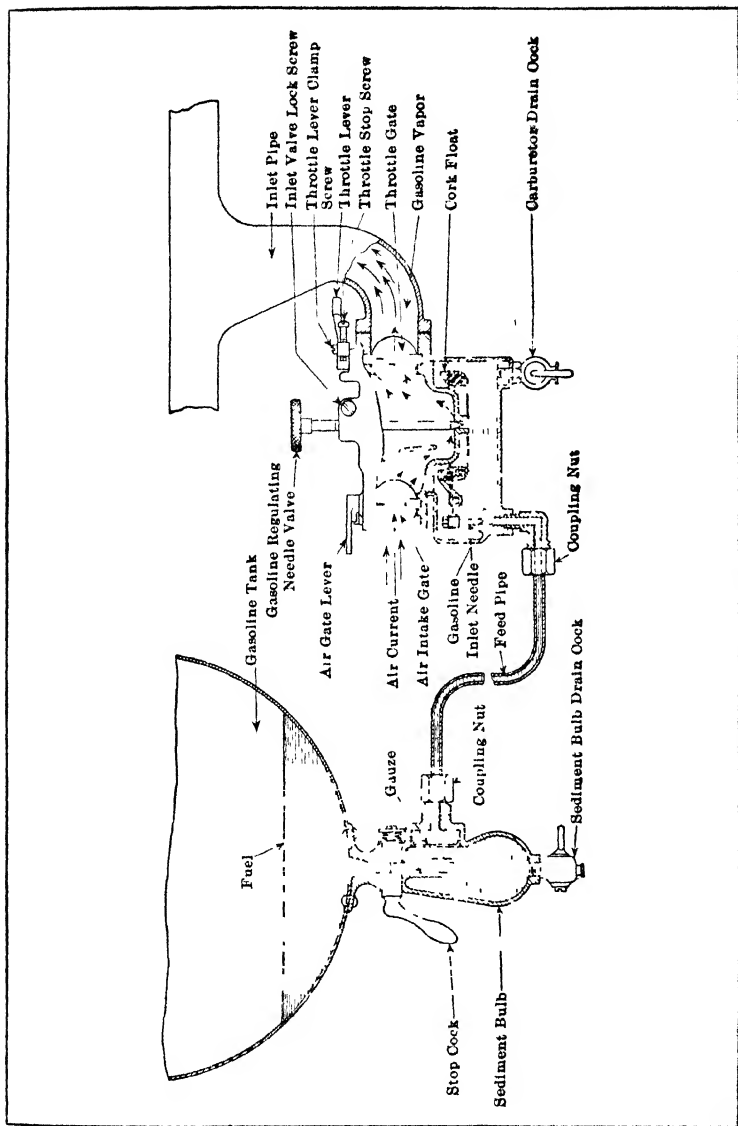 Inlet Pipe
Inlet Valve Lock Screw
Throttle Lever Clamp
Screw
Throttle Lever
Throttle Stop Screw
Throttle Gate
Gasoline Vapor
Cork Float
Carburetor Drain Cock
Gasoline Tank
Gasoline Regulating
Needle Valve
Air Gate Lever
Air Current
Air Intake Gate
Gasoline
Inlet Needle
Feed Pipe
Coupling Nut
Fuel
Gauze
Coupling Nut
Sediment Bulb Drain Cock
Stop Cock
Sediment Bulb